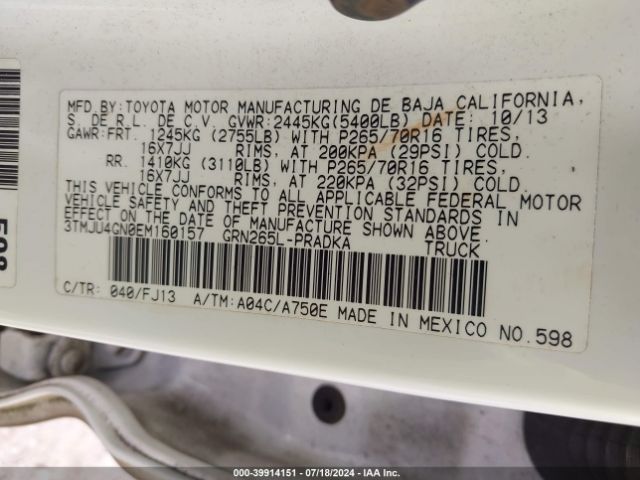 MFD.BY:TOYOTA MOTOR MANUFACTURING DE BAJA CALIFORNIA,
S. DE R.L. DE C.V. GVWR:2445KG(5400LB) DATE: 10/13
GAWR:FRT. 1245KG (2755LB) WITH P265/70R16 TIRES,
16X7JJ RIMS, AT 200KPA (29PSI) COLD.
RR. 1410KG (3110LB) WITH P265/70R16 TIRES,
16X7JJ RIMS, AT 220KPA (32PSI) COLD.
THIS VEHICLE CONFORMS TO ALL APPLICABLE FEDERAL MOTOR
VEHICLE SAFETY AND THEFT PREVENTION STANDARDS IN
EFFECT ON THE DATE OF MANUFACTURE SHOWN ABOVE.
3TMJU4GN0EM160157 GRN265L-PRADKA TRUCK
C/TR: 040/FJ13 A/TM:A04C/A750E MADE IN MEXICO NO.598
598
000-39914151 — 07/18/2024 — IAA Inc.